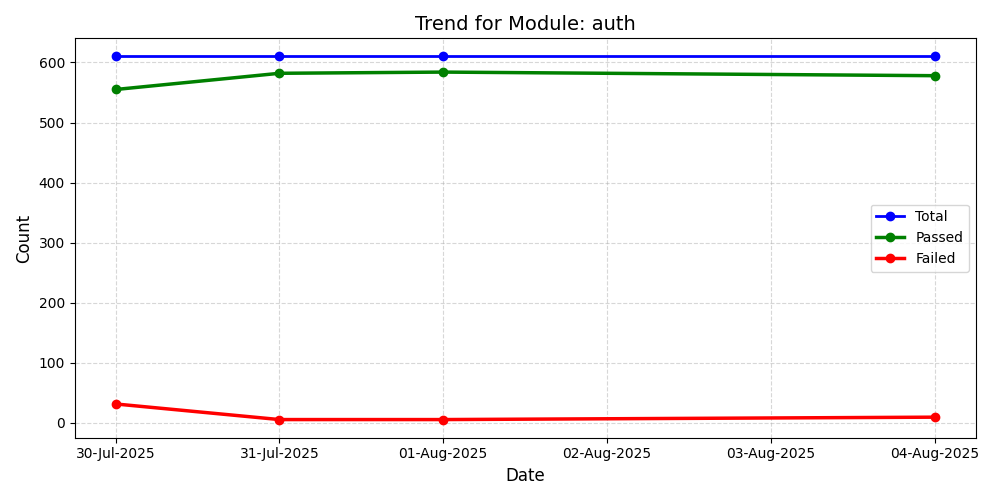 Trend for Module: auth
600
500
400
300
200
100
0
Count
Total
Passed
Failed
30-Jul-2025 31-Jul-2025 01-Aug-2025 02-Aug-2025 03-Aug-2025 04-Aug-2025
Date